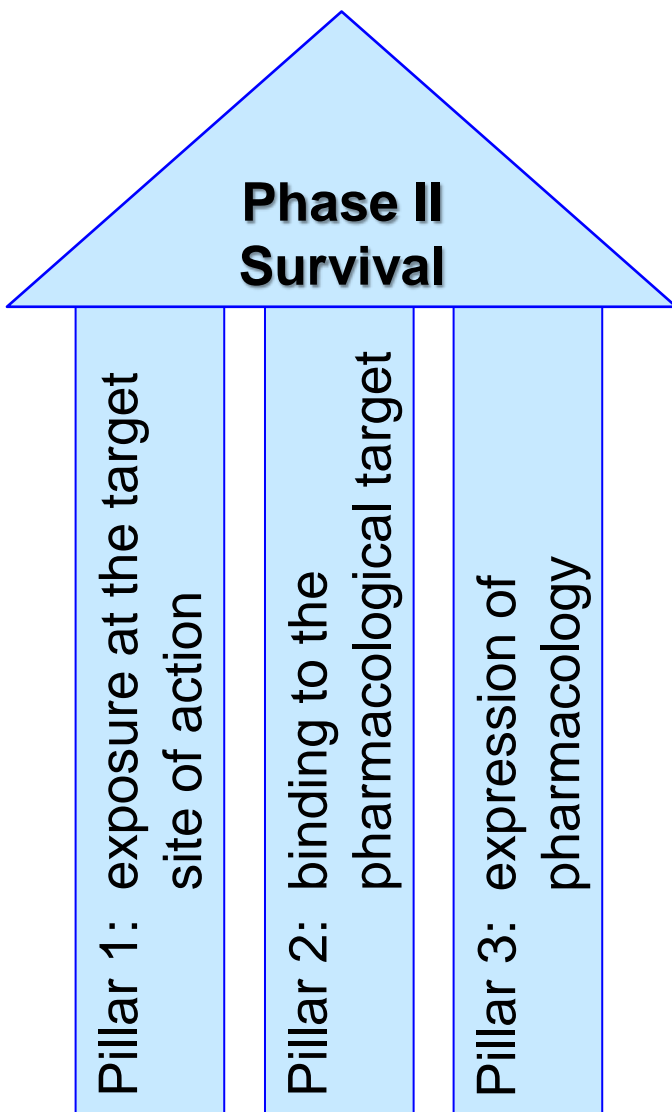 Phase II
Survival
Pillar 1: exposure at the target
site of action
Pillar 2: binding to the
pharmacological target
Pillar 3: expression of
pharmacology